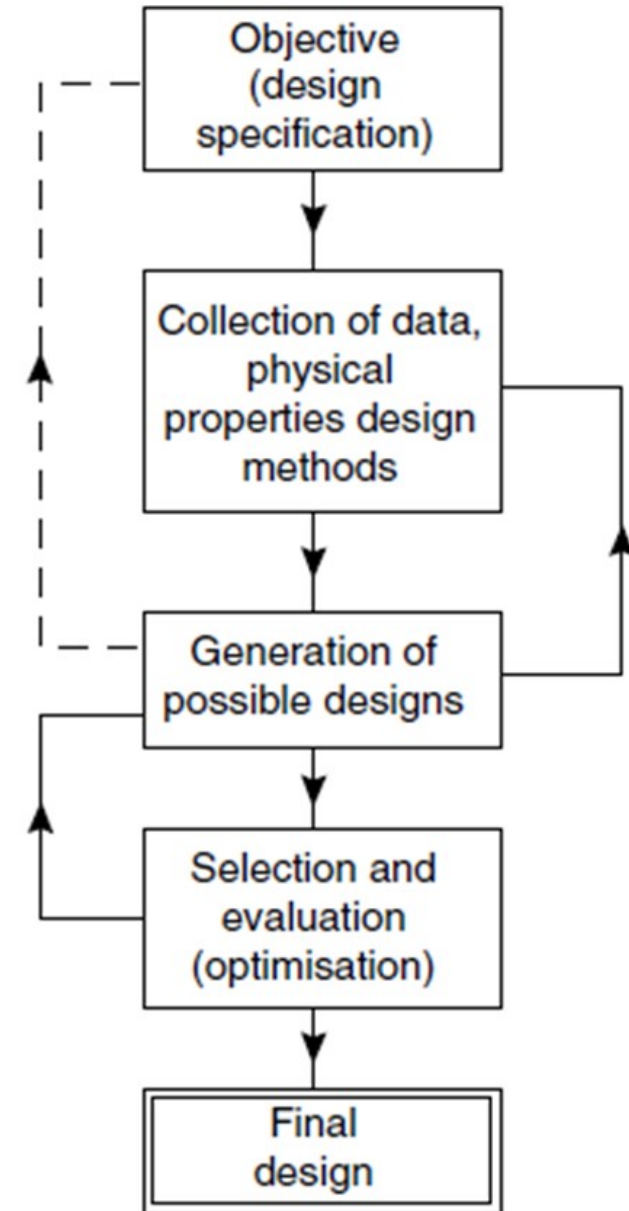 Objective
(design
specification)
Collection of data,
physical
properties design
methods
Generation of
possible designs
Selection and
evaluation
(optimisation)
Final
design